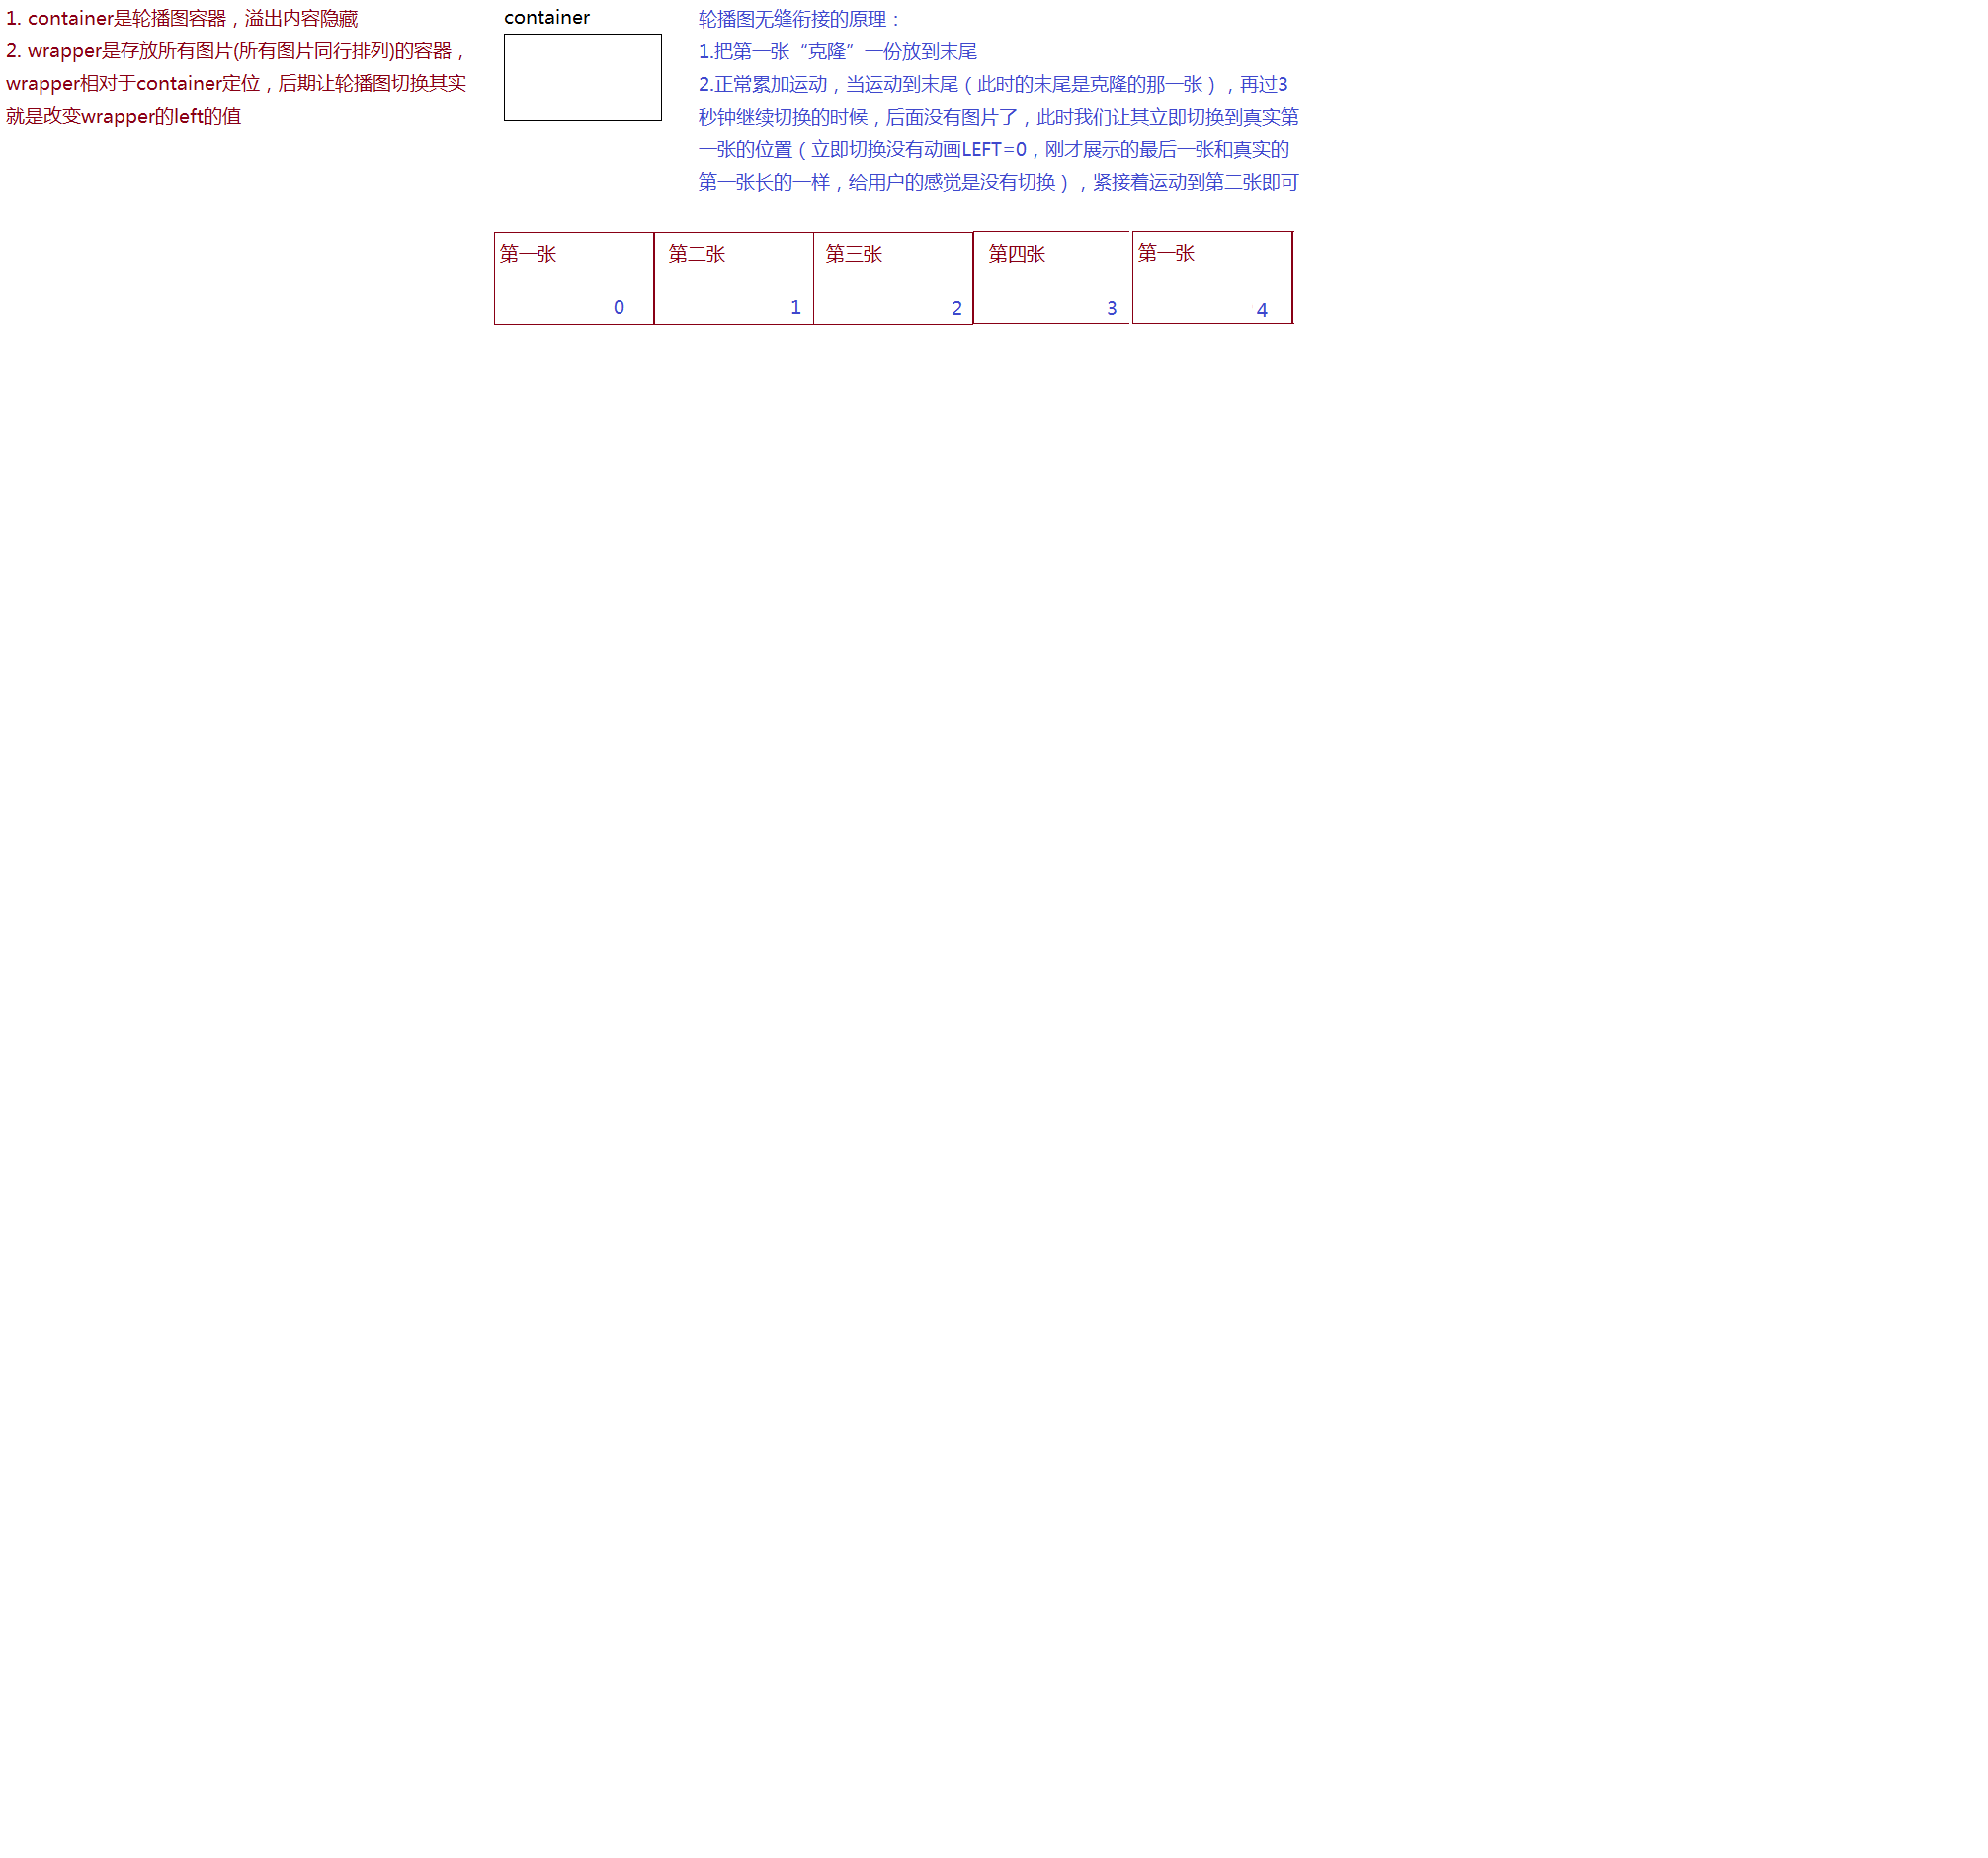 1. container是轮播图容器，溢出内容隐藏
2. wrapper是存放所有图片(所有图片同行排列)的容器，
wrapper相对于container定位，后期让轮播图切换其实
就是改变wrapper的left的值
container
轮播图无缝衔接的原理：
1.把第一张“克隆”一份放到末尾
2.正常累加运动，当运动到末尾（此时的末尾是克隆的那一张），再过3
秒钟继续切换的时候，后面没有图片了，此时我们让其立即切换到真实第
一张的位置（立即切换没有动画LEFT=0，刚才展示的最后一张和真实的
第一张长的一样，给用户的感觉是没有切换），紧接着运动到第二张即可
第一张 第二张 第三张 第四张 第一张
0 1 2 3 4